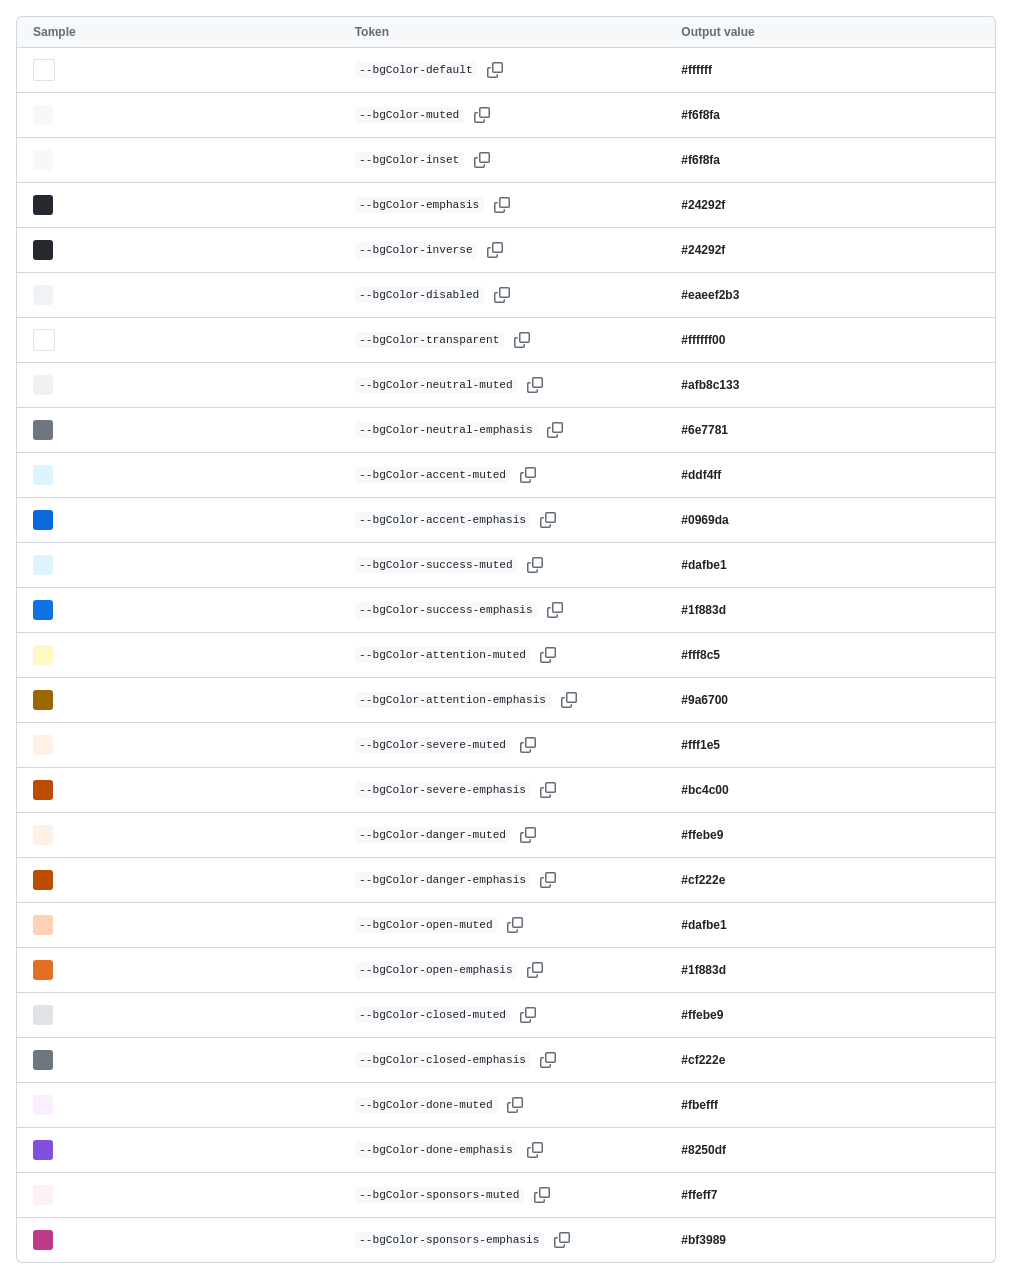 Sample Token Output value
--bgColor-default #ffffff
--bgColor-muted #f6f8fa
--bgColor-inset #f6f8fa
--bgColor-emphasis #24292f
--bgColor-inverse #24292f
--bgColor-disabled #eaeef2b3
--bgColor-transparent #ffffff00
--bgColor-neutral-muted #afb8c133
--bgColor-neutral-emphasis #6e7781
--bgColor-accent-muted #ddf4ff
--bgColor-accent-emphasis #0969da
--bgColor-success-muted #dafbe1
--bgColor-success-emphasis #1f883d
--bgColor-attention-muted #fff8c5
--bgColor-attention-emphasis #9a6700
--bgColor-severe-muted #fff1e5
--bgColor-severe-emphasis #bc4c00
--bgColor-danger-muted #ffebe9
--bgColor-danger-emphasis #cf222e
--bgColor-open-muted #dafbe1
--bgColor-open-emphasis #1f883d
--bgColor-closed-muted #ffebe9
--bgColor-closed-emphasis #cf222e
--bgColor-done-muted #fbefff
--bgColor-done-emphasis #8250df
--bgColor-sponsors-muted #ffeff7
--bgColor-sponsors-emphasis #bf3989